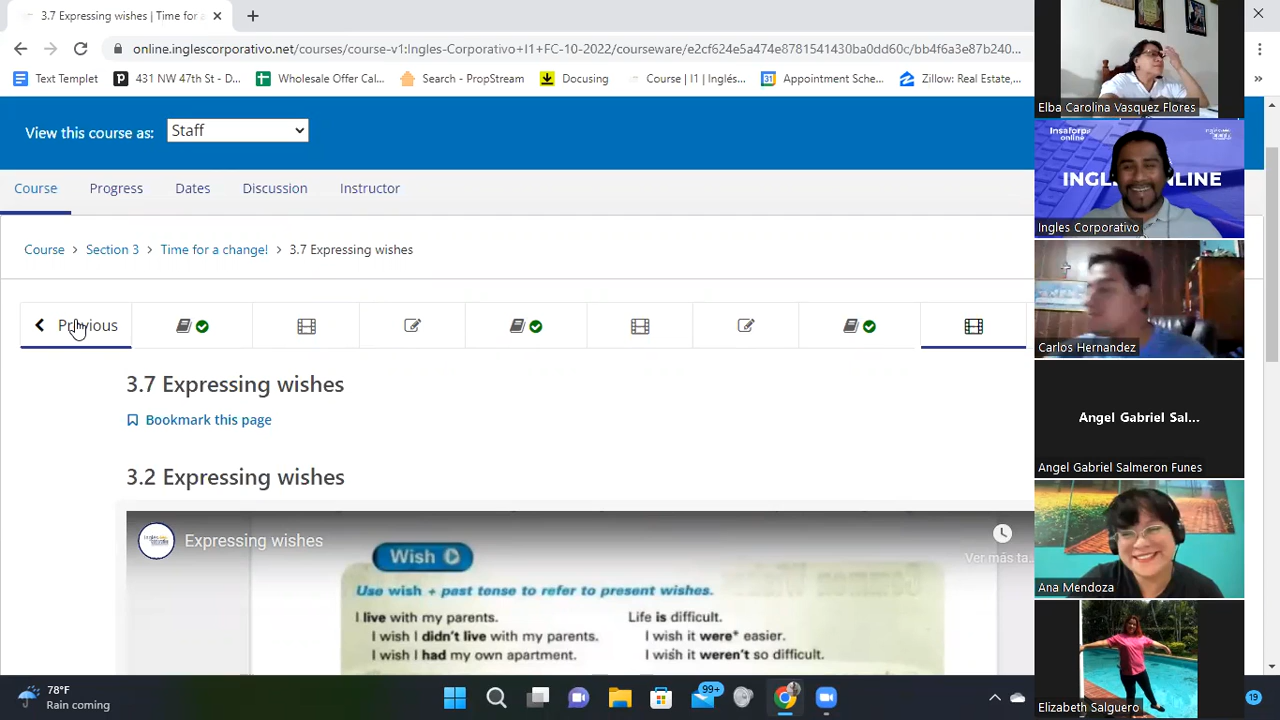 3.7 Expressing wishes | Time for a
online.inglescorporativo.net/courses/course-v1:Ingles-Corporativo+I1+FC-10-2022/courseware/e2cf624e5a474e8781541430ba0dd60c/bb4f6a3e87b240...
Text Templet
431 NW 47th St - D...
Wholesale Offer Cal...
Search - PropStream
Docusing
Course | I1 | Inglés...
Appointment Sche...
Zillow: Real Estate,...
»
View this course as:
Staff
Course
Progress
Dates
Discussion
Instructor
Course > Section 3 > Time for a change! > 3.7 Expressing wishes
Previous
3.7 Expressing wishes
Bookmark this page
3.2 Expressing wishes
Expressing wishes
Ver más ta...
Wish
Use wish + past tense to refer to present wishes.
I live with my parents.
I wish I didn't live with my parents.
I wish I had my own apartment.
Life is difficult.
I wish it were* easier.
I wish it weren't so difficult.
Elba Carolina Vasquez Flores
Insaforp
online
INGL
NLINE
Ingles Corporativo
Carlos Hernandez
Angel Gabriel Sal...
Angel Gabriel Salmeron Funes
Ana Mendoza
Elizabeth Salguero
78°F
Rain coming
99+
19